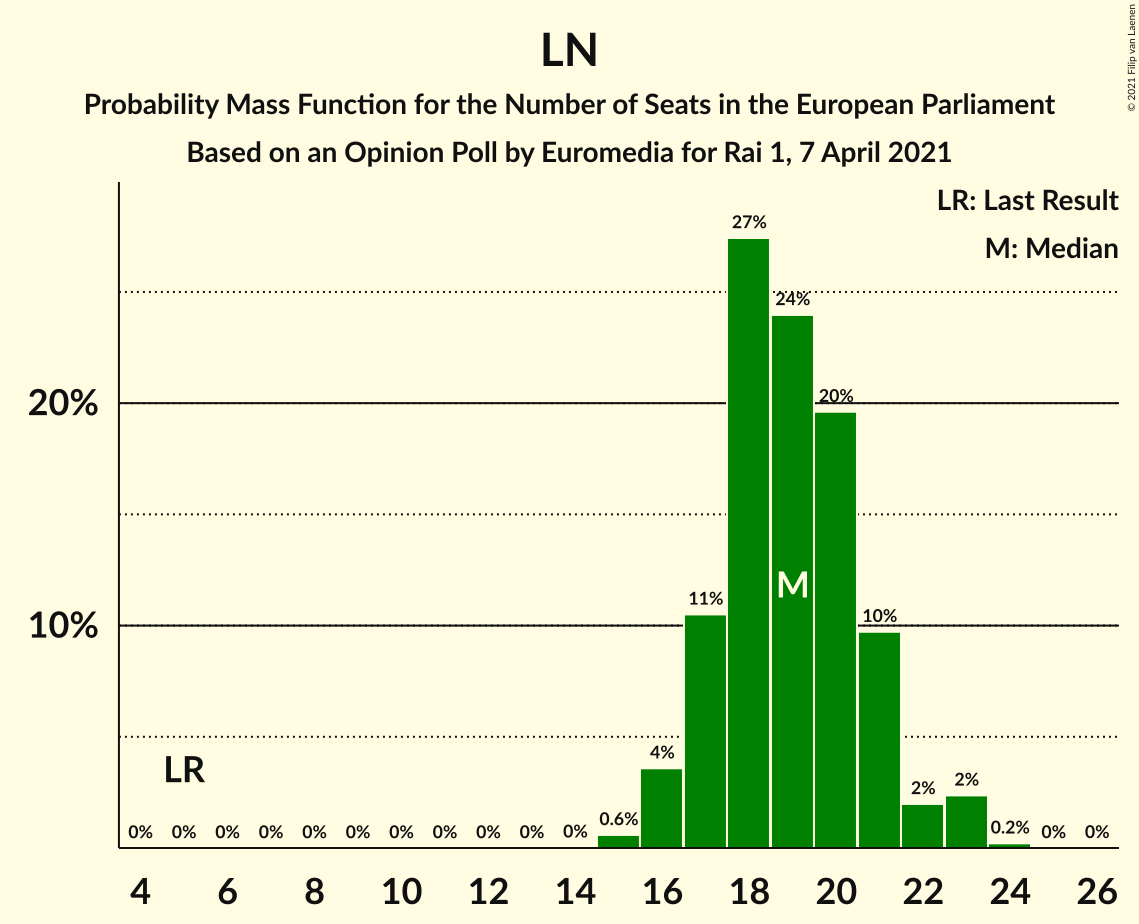 LN
Probability Mass Function for the Number of Seats in the European Parliament
Based on an Opinion Poll by Euromedia for Rai 1, 7 April 2021
© 2021 Filip van Laenen
LR: Last Result
M: Median
27%
24%
20%
20%
11%
10%
10%
M
LR
4%
2%
2%
0% 0% 0% 0% 0% 0% 0% 0% 0% 0% 0% 0.6% 0.2% 0% 0%
4 6 8 10 12 14 16 18 20 22 24 26